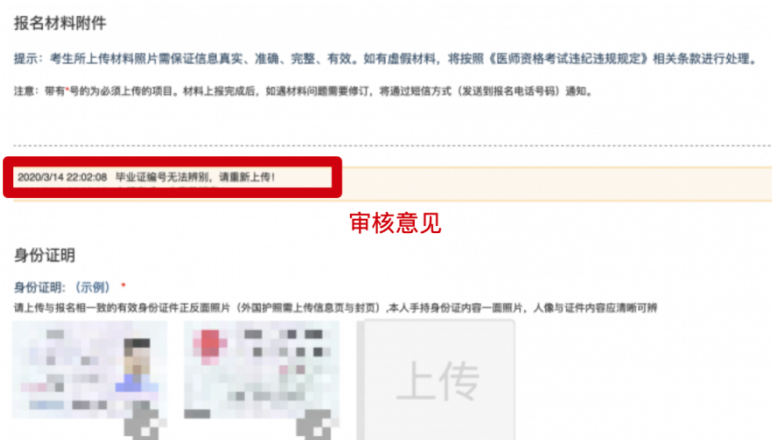 报名材料附件
提示：考生所上传材料照片需保证信息真实、准确、完整、有效。如有虚假材料，将按照《医师资格考试违纪违规规定》相关条款进行处理。
注意：带有*号的为必须上传的项目。材料上报完成后，如遇材料问题需要修订，将通过短信方式（发送到报名电话号码）通知。
2020/3/14 22:02:08 毕业证编号无法辨别，请重新上传！
审核意见
身份证明
身份证明：（示例） *
请上传与报名相一致的有效身份证件正反面照片（外国护照需上传信息页与封页）,本人手持身份证内容一面照片，人像与证件内容应清晰可辨
上传